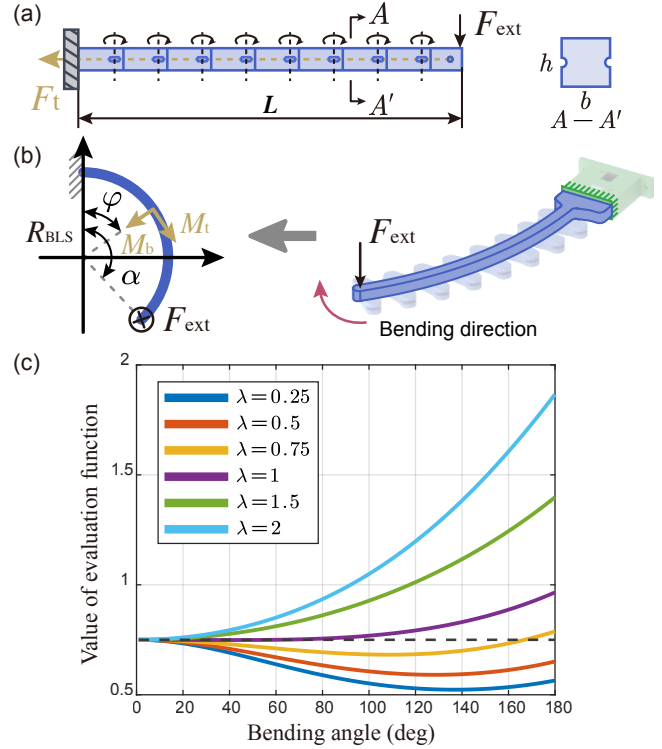 (a)
A
F_ext
F_t
L
A'
h
b
A − A'
(b)
φ
R_BLS
M_b
M_t
α
F_ext
F_ext
Bending direction
(c)
Value of evaluation function
2
1.5
1
0.5
λ = 0.25
λ = 0.5
λ = 0.75
λ = 1
λ = 1.5
λ = 2
0 20 40 60 80 100 120 140 160 180
Bending angle (deg)